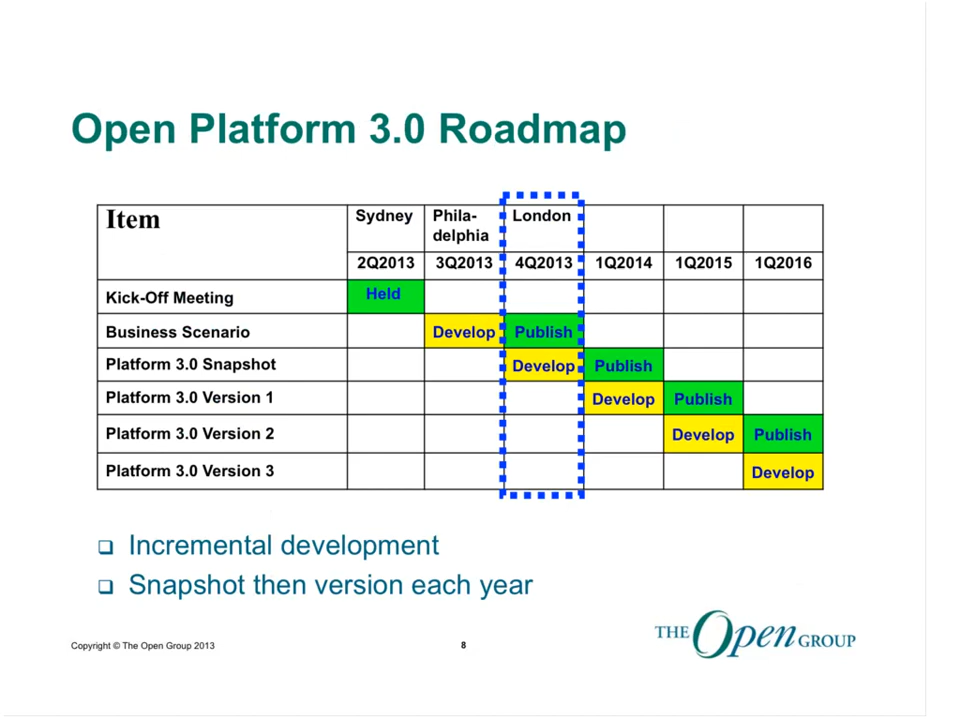 Open Platform 3.0 Roadmap
Item Sydney Phila- London
delphia
2Q2013 3Q2013 4Q2013 1Q2014 1Q2015 1Q2016
Kick-Off Meeting Held
Business Scenario Develop Publish
Platform 3.0 Snapshot Develop Publish
Platform 3.0 Version 1 Develop Publish
Platform 3.0 Version 2 Develop Publish
Platform 3.0 Version 3 Develop
Incremental development
Snapshot then version each year
Copyright © The Open Group 2013 8
THE Open GROUP